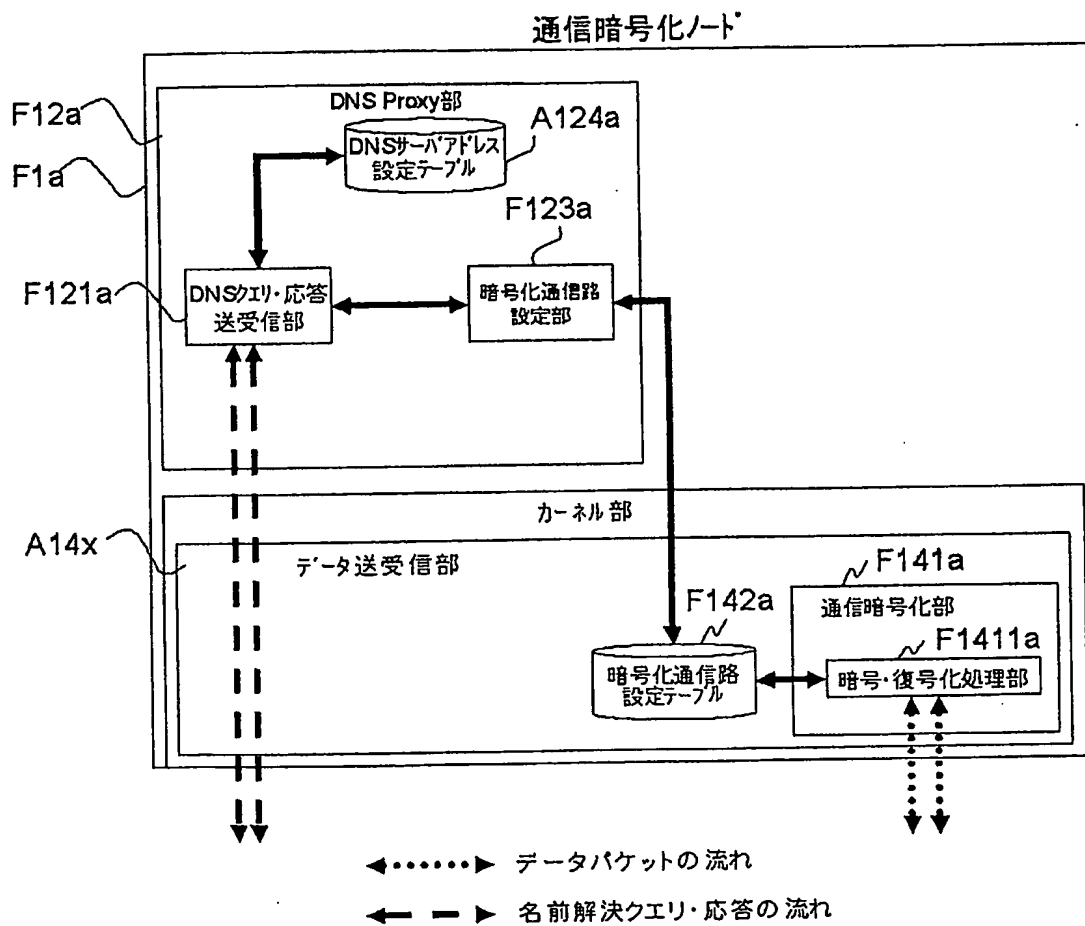 通信暗号化ノード
F12a
DNS Proxy部
A124a
DNSサーバアドレス
設定テーブル
F1a
F123a
F121a
DNSクエリ・応答
送受信部
暗号化通信路
設定部
カーネル部
A14x
データ送受信部
F141a
通信暗号化部
F142a
F1411a
暗号化通信路
設定テーブル
暗号・復号化処理部
データパケットの流れ
名前解決クエリ・応答の流れ